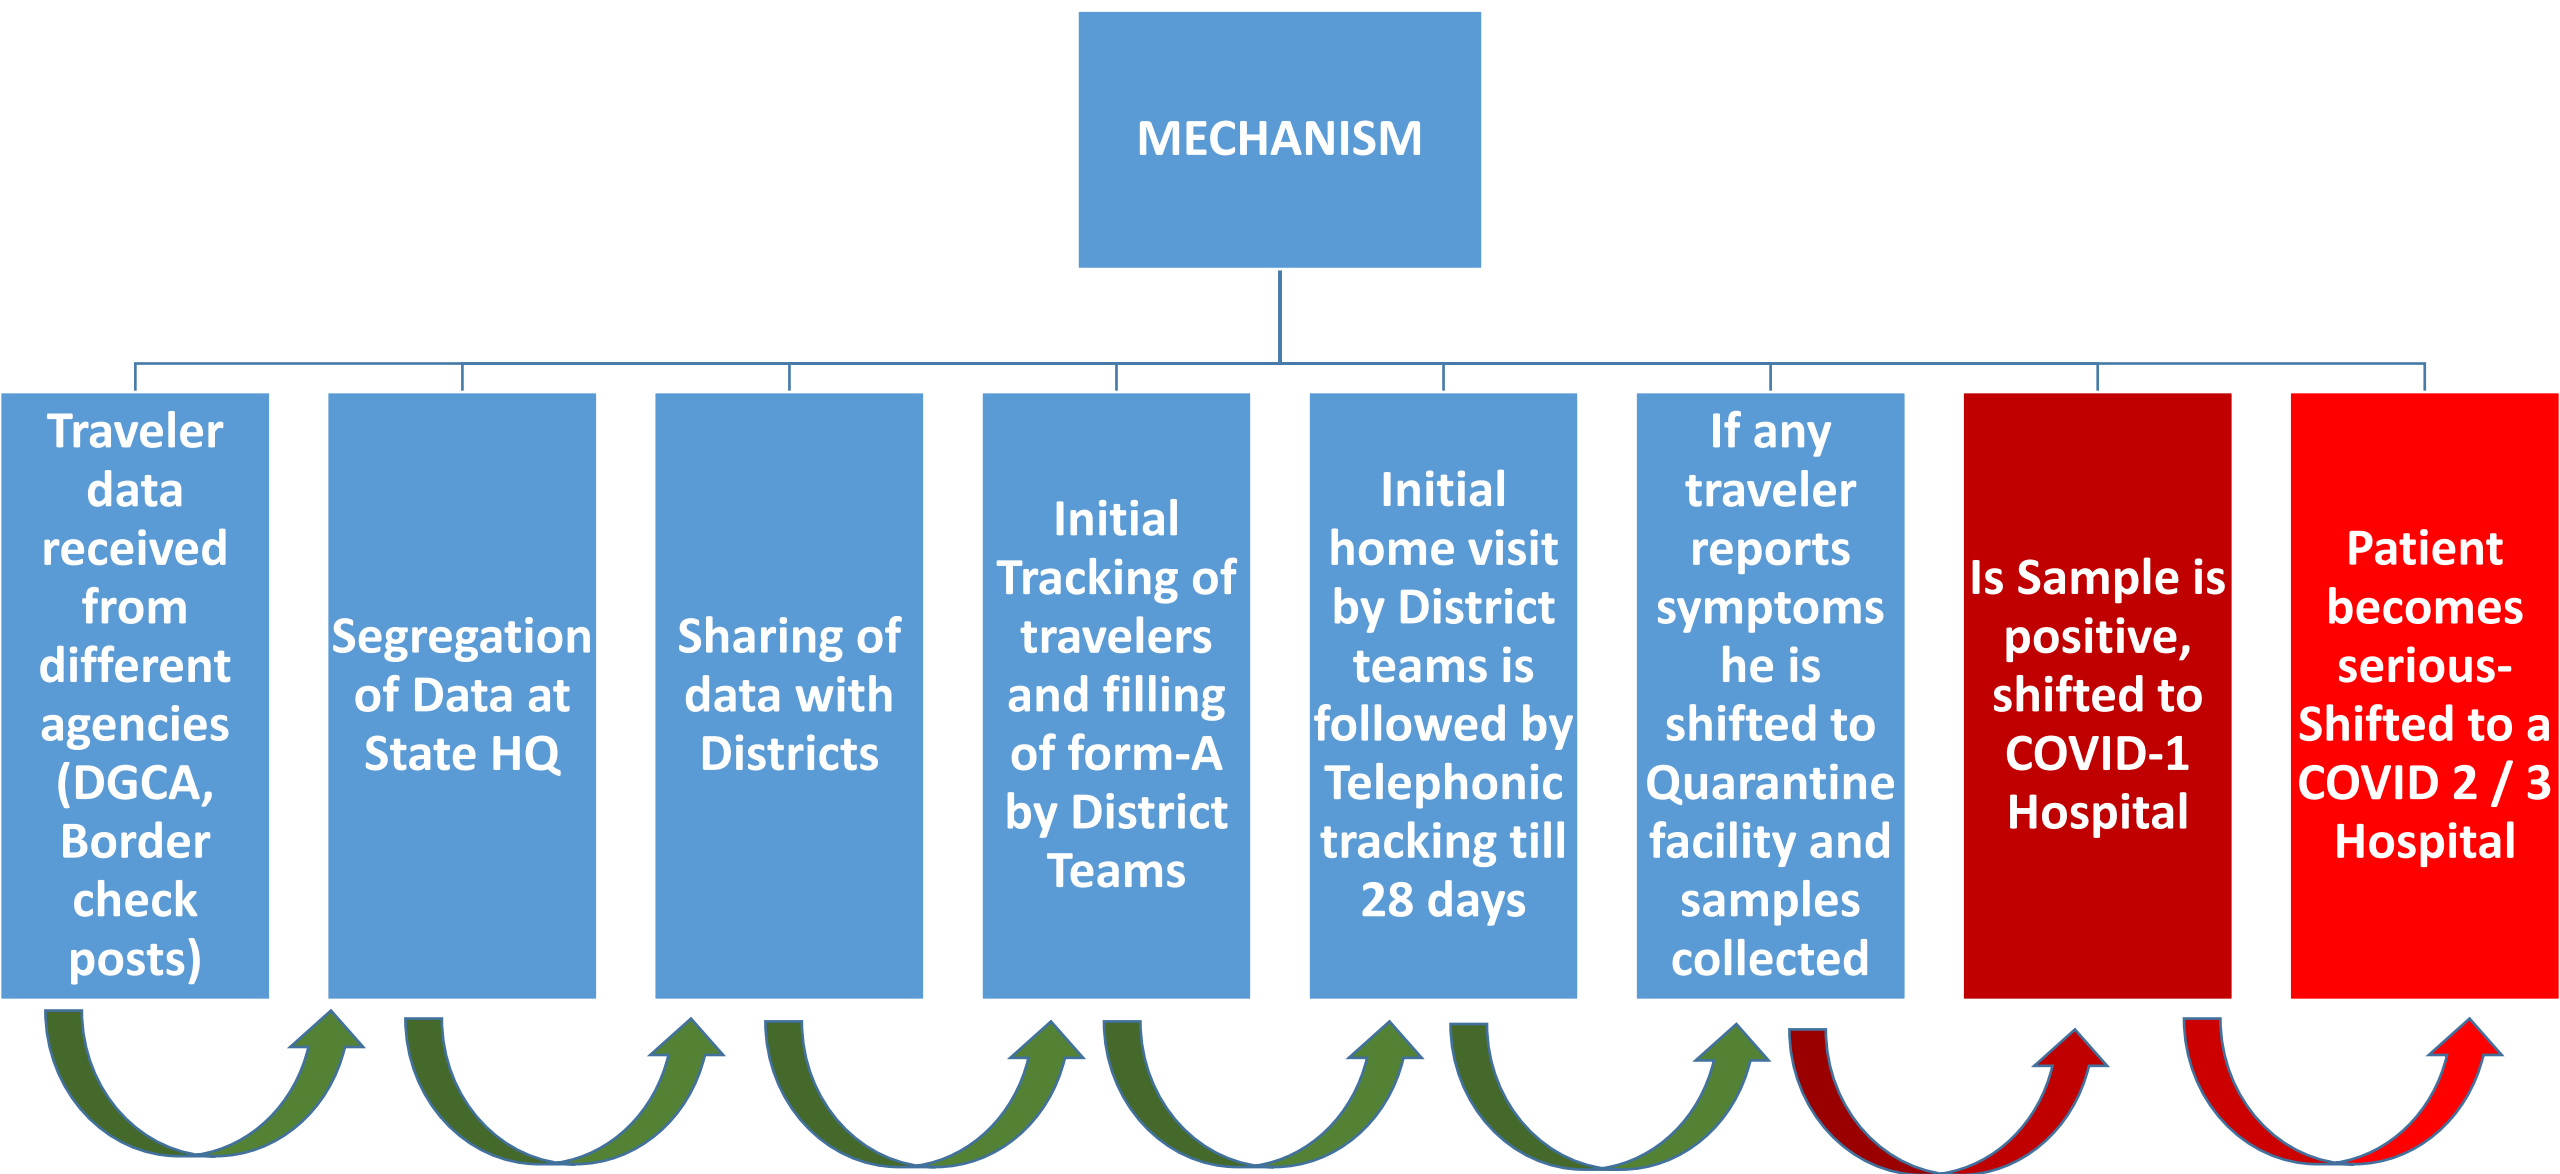 MECHANISM
Traveler
data
received
from
different
agencies
(DGCA,
Border
check
posts)
Segregation
of Data at
State HQ
Sharing of
data with
Districts
Initial
Tracking of
travelers
and filling
of form-A
by District
Teams
Initial
home visit
by District
teams is
followed by
Telephonic
tracking till
28 days
If any
traveler
reports
symptoms
he is
shifted to
Quarantine
facility and
samples
collected
Is Sample is
positive,
shifted to
COVID-1
Hospital
Patient
becomes
serious-
Shifted to a
COVID 2 / 3
Hospital